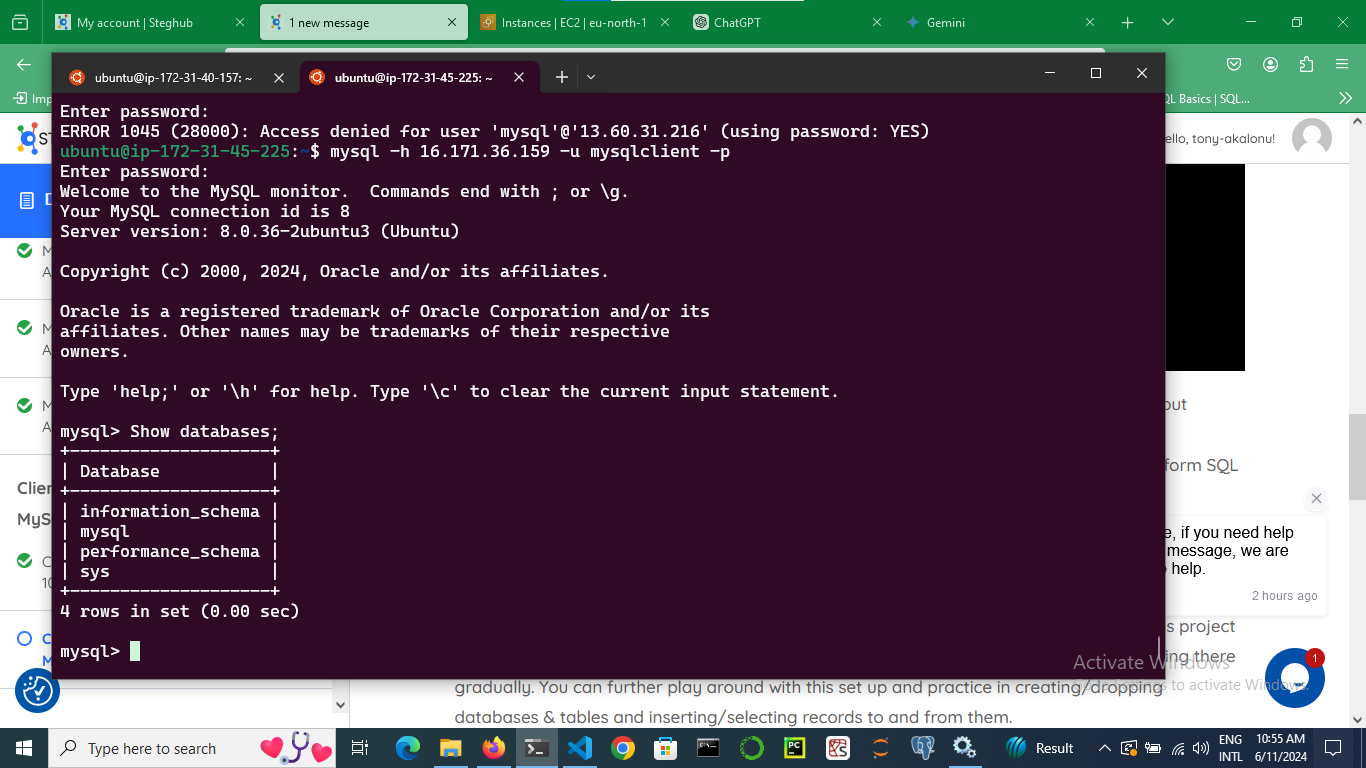 My account | Steghub
1 new message
Instances | EC2 | eu-north-1
ChatGPT
Gemini
ubuntu@ip-172-31-40-157: ~
ubuntu@ip-172-31-45-225: ~
Imp
QL Basics | SQL...
Enter password:
ERROR 1045 (28000): Access denied for user 'mysql'@'13.60.31.216' (using password: YES)
ubuntu@ip-172-31-45-225:~$ mysql -h 16.171.36.159 -u mysqlclient -p
Enter password:
Welcome to the MySQL monitor.  Commands end with ; or \g.
Your MySQL connection id is 8
Server version: 8.0.36-2ubuntu3 (Ubuntu)
Copyright (c) 2000, 2024, Oracle and/or its affiliates.
Oracle is a registered trademark of Oracle Corporation and/or its
affiliates. Other names may be trademarks of their respective
owners.
Type 'help;' or '\h' for help. Type '\c' to clear the current input statement.
mysql> Show databases;
+--------------------+
| Database           |
+--------------------+
| information_schema |
| mysql              |
| performance_schema |
| sys                |
+--------------------+
4 rows in set (0.00 sec)
mysql>
ST
ello, tony-akalonu!
D
M
A
M
A
M
A
Clien
MyS
C
10
C
M
out
form SQL
e, if you need help
message, we are
help.
2 hours ago
s project
ing there
1
Activate Windows
Go to Settings to activate Windows.
gradually. You can further play around with this set up and practice in creating/dropping
databases & tables and inserting/selecting records to and from them.
Type here to search
Result
ENG
INTL
10:55 AM
6/11/2024